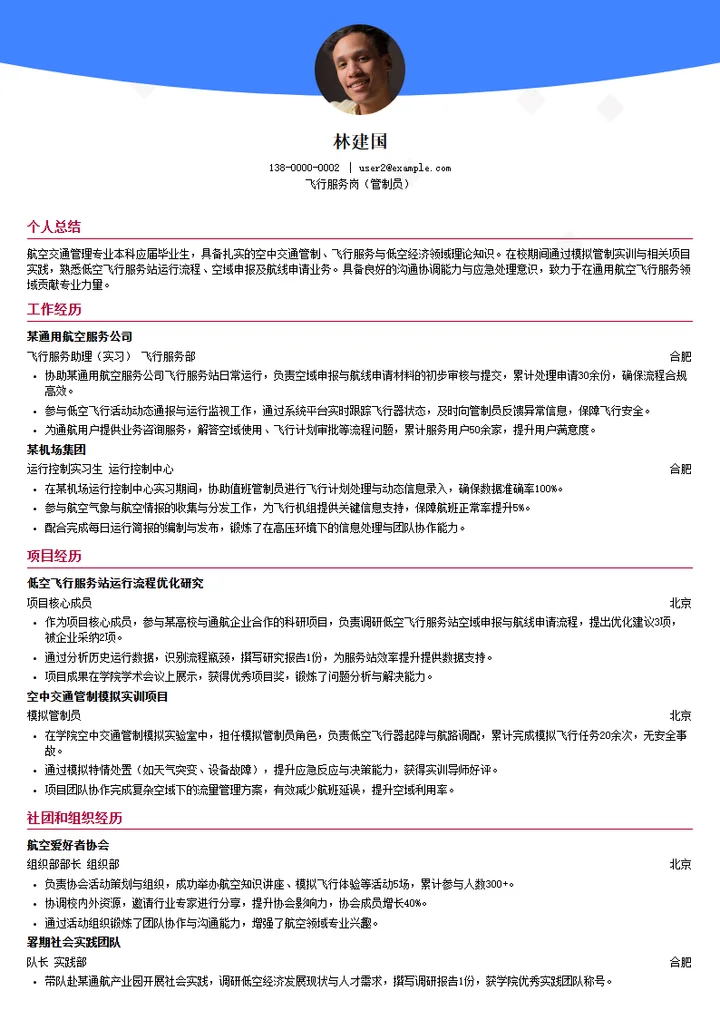 林建国
138-0000-0002 | user2@example.com
飞行服务岗（管制员）
个人总结
航空交通管理专业本科应届毕业生，具备扎实的空中交通管制、飞行服务与低空经济领域理论知识。在校期间通过模拟管制实训与相关项目
实践，熟悉低空飞行服务站运行流程、空域申报及航线申请业务。具备良好的沟通协调能力与应急处理意识，致力于在通用航空飞行服务领
域贡献专业力量。
工作经历
某通用航空服务公司
飞行服务助理（实习） 飞行服务部 合肥
• 协助某通用航空服务公司飞行服务站日常运行，负责空域申报与航线申请材料的初步审核与提交，累计处理申请30余份，确保流程合规
高效。
• 参与低空飞行活动动态通报与运行监视工作，通过系统平台实时跟踪飞行器状态，及时向管制员反馈异常信息，保障飞行安全。
• 为通航用户提供业务咨询服务，解答空域使用、飞行计划审批等流程问题，累计服务用户50余家，提升用户满意度。
某机场集团
运行控制实习生 运行控制中心 合肥
• 在某机场运行控制中心实习期间，协助值班管制员进行飞行计划处理与动态信息录入，确保数据准确率100%。
• 参与航空气象与航空情报的收集与分发工作，为飞行机组提供关键信息支持，保障航班正常率提升5%。
• 配合完成每日运行简报的编制与发布，锻炼了在高压环境下的信息处理与团队协作能力。
项目经历
低空飞行服务站运行流程优化研究
项目核心成员 北京
• 作为项目核心成员，参与某高校与通航企业合作的科研项目，负责调研低空飞行服务站空域申报与航线申请流程，提出优化建议3项，
被企业采纳2项。
• 通过分析历史运行数据，识别流程瓶颈，撰写研究报告1份，为服务站效率提升提供数据支持。
• 项目成果在学院学术会议上展示，获得优秀项目奖，锻炼了问题分析与解决能力。
空中交通管制模拟实训项目
模拟管制员 北京
• 在学院空中交通管制模拟实验室中，担任模拟管制员角色，负责低空飞行器起降与航路调配，累计完成模拟飞行任务20余次，无安全事
故。
• 通过模拟特情处置（如天气突变、设备故障），提升应急反应与决策能力，获得实训导师好评。
• 项目团队协作完成复杂空域下的流量管理方案，有效减少航班延误，提升空域利用率。
社团和组织经历
航空爱好者协会
组织部部长 组织部 北京
• 负责协会活动策划与组织，成功举办航空知识讲座、模拟飞行体验等活动5场，累计参与人数300+。
• 协调校内外资源，邀请行业专家进行分享，提升协会影响力，协会成员增长40%。
• 通过活动组织锻炼了团队协作与沟通能力，增强了航空领域专业兴趣。
暑期社会实践团队
队长 实践部 合肥
• 带队赴某通航产业园开展社会实践，调研低空经济发展现状与人才需求，撰写调研报告1份，获学院优秀实践团队称号。